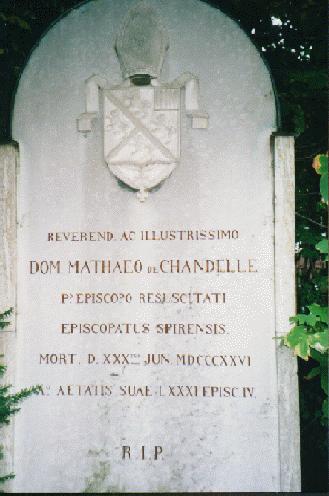 REVEREND. AC ILLUSTRISSIMO
DOM MATHAEO DE CHANDELLE
P? EPISCOPO RESUSCITATI
EPISCOPATUS SPIRENSIS.
MORT. D. XXX JUN. MDCCCXXVI
AETATIS SUAE LXXXI EPISC IV.
R.I.P.